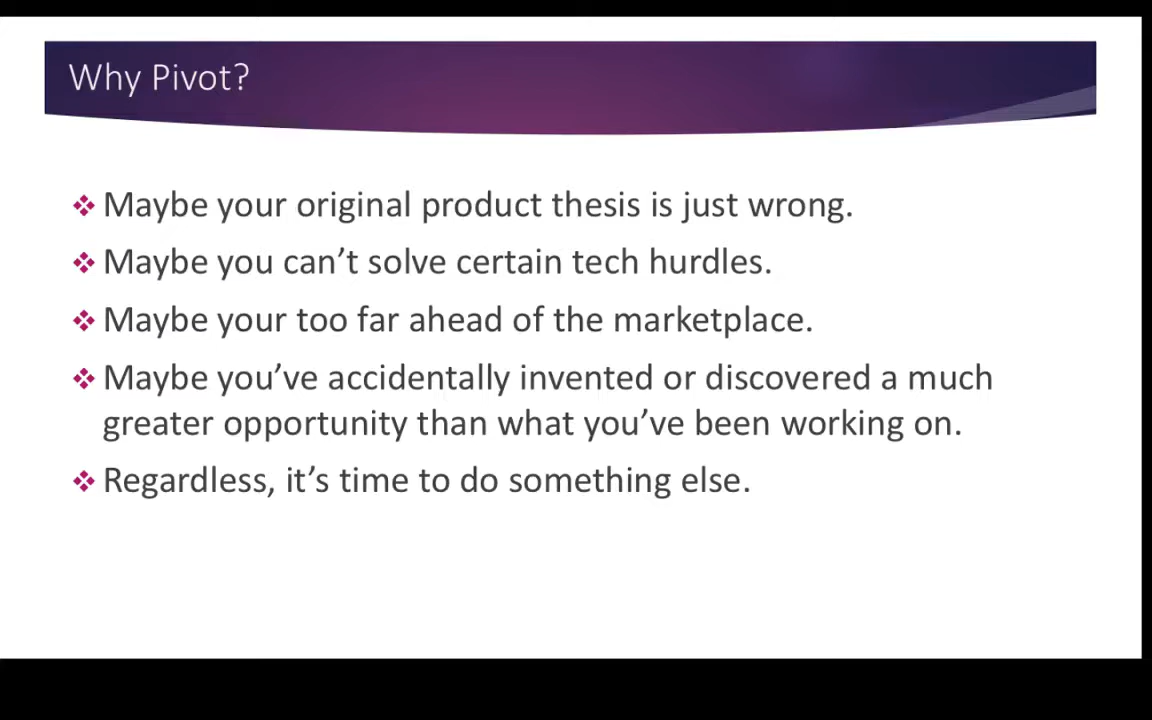 Why Pivot?
Maybe your original product thesis is just wrong.
Maybe you can’t solve certain tech hurdles.
Maybe your too far ahead of the marketplace.
Maybe you’ve accidentally invented or discovered a much
greater opportunity than what you’ve been working on.
Regardless, it’s time to do something else.